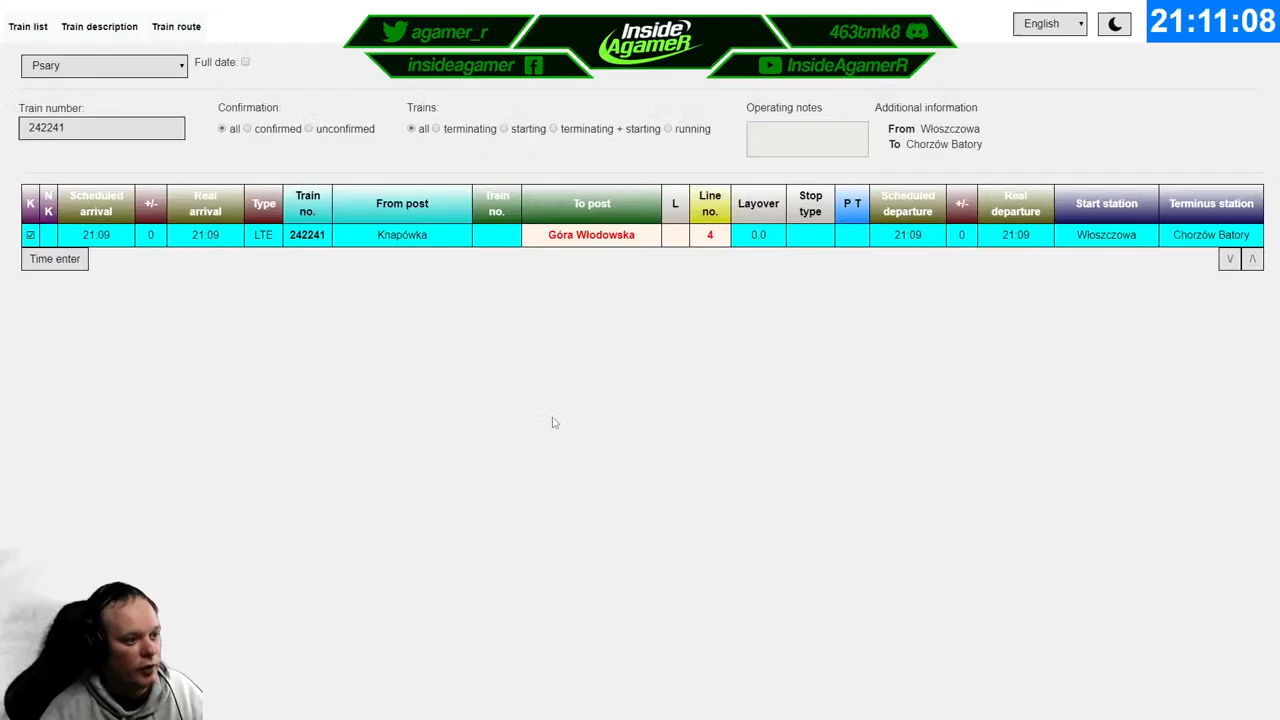 Train list Train description Train route
agamer_r
Inside
AgamerR
463tmk8
insideagamer
InsideAgamerR
English
21:11:08
Psary
Full date:
Train number:
242241
Confirmation:
all confirmed unconfirmed
Trains:
all terminating starting terminating + starting running
Operating notes
Additional information
From Włoszczowa
To Chorzów Batory
K
N
K
Scheduled
arrival
+/-
Real
arrival
Type
Train
no.
From post
Train
no.
To post
L
Line
no.
Layover
Stop
type
P T
Scheduled
departure
+/-
Real
departure
Start station
Terminus station
21:09 0 21:09 LTE 242241 Knapówka Góra Włodowska 4 0.0 21:09 0 21:09 Włoszczowa Chorzów Batory
Time enter
\/ /\